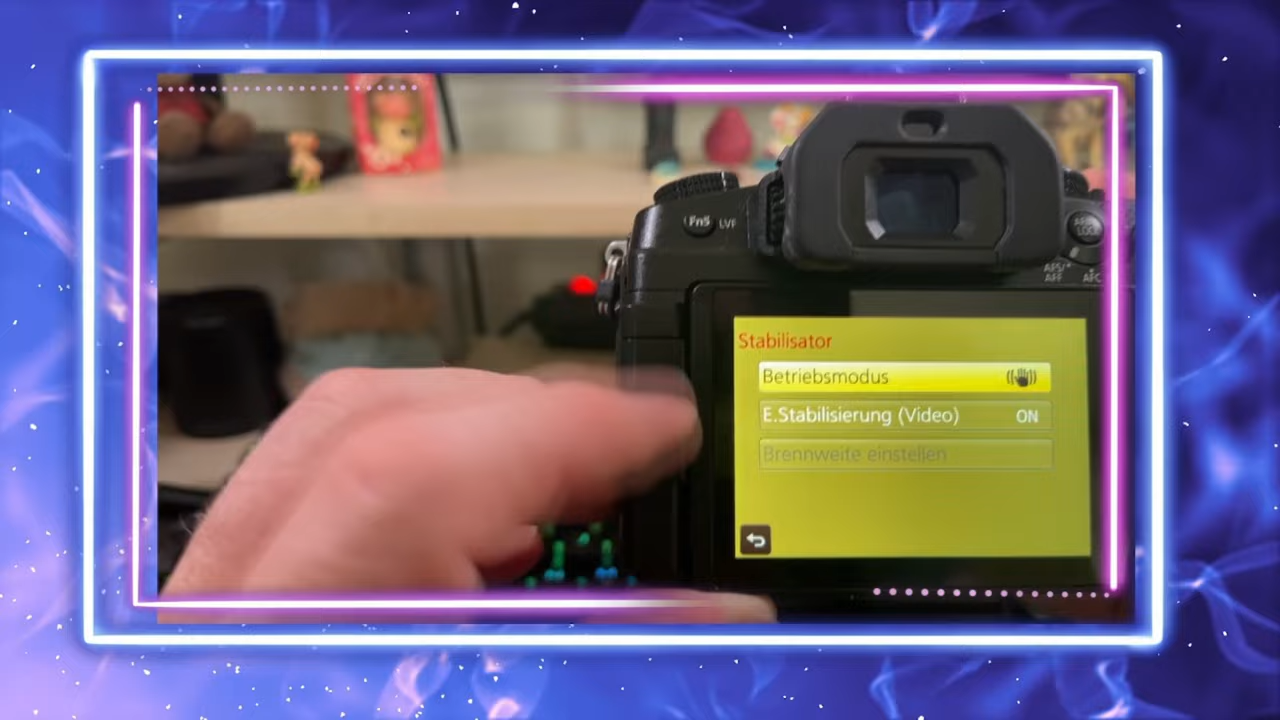 Fn5 LVF
AFS/
AFF AFC
Stabilisator
Betriebsmodus
E.Stabilisierung (Video) ON
Brennweite einstellen